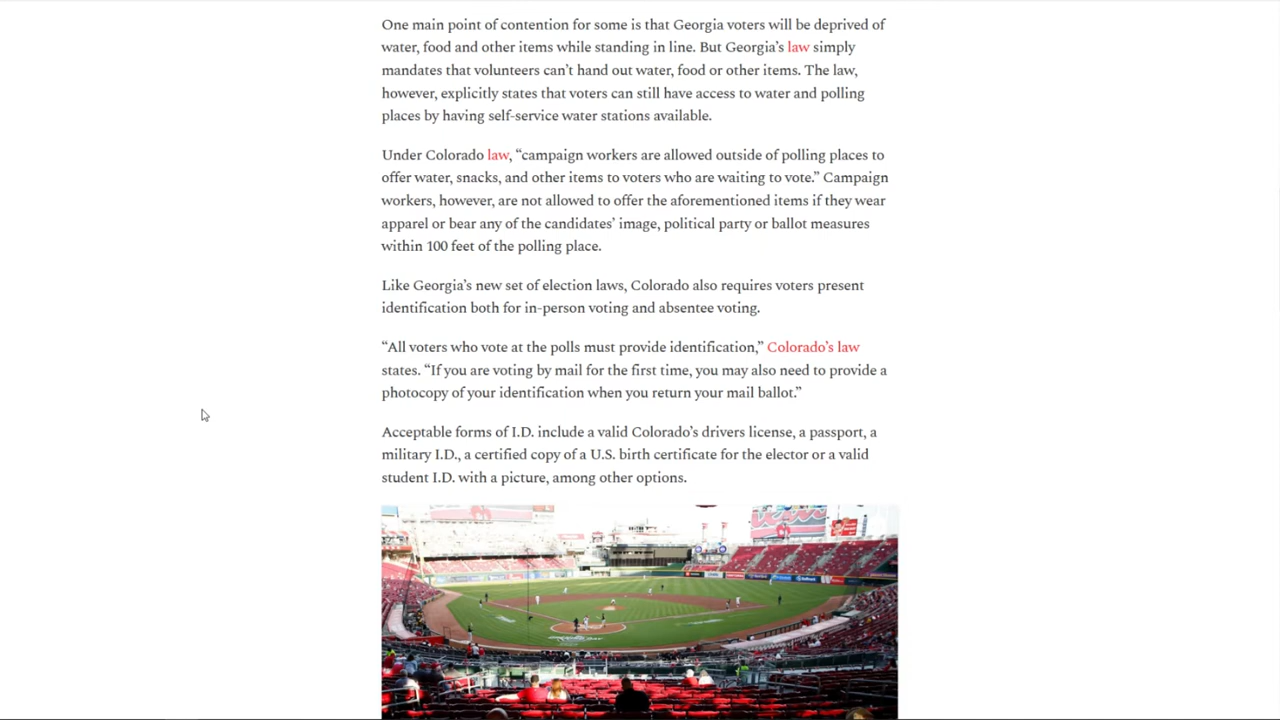 One main point of contention for some is that Georgia voters will be deprived of
water, food and other items while standing in line. But Georgia’s law simply
mandates that volunteers can’t hand out water, food or other items. The law,
however, explicitly states that voters can still have access to water and polling
places by having self-service water stations available.
Under Colorado law, “campaign workers are allowed outside of polling places to
offer water, snacks, and other items to voters who are waiting to vote.” Campaign
workers, however, are not allowed to offer the aforementioned items if they wear
apparel or bear any of the candidates’ image, political party or ballot measures
within 100 feet of the polling place.
Like Georgia’s new set of election laws, Colorado also requires voters present
identification both for in-person voting and absentee voting.
“All voters who vote at the polls must provide identification,” Colorado’s law
states. “If you are voting by mail for the first time, you may also need to provide a
photocopy of your identification when you return your mail ballot.”
Acceptable forms of I.D. include a valid Colorado’s drivers license, a passport, a
military I.D., a certified copy of a U.S. birth certificate for the elector or a valid
student I.D. with a picture, among other options.